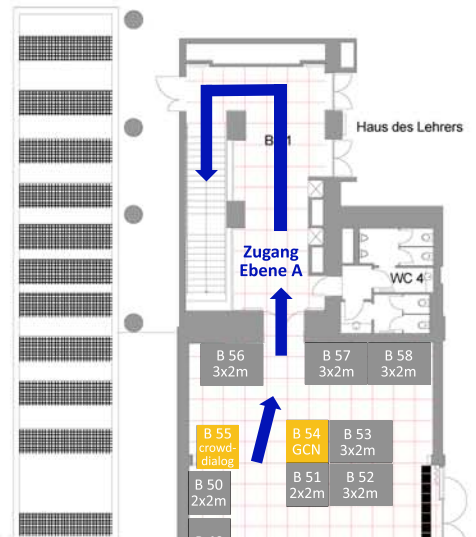 Haus des Lehrers
Zugang
Ebene A
WC 4
B 56
3x2m
B 57
3x2m
B 58
3x2m
B 55
crowd-
dialog
B 54
GCN
B 53
3x2m
B 50
2x2m
B 51
2x2m
B 52
3x2m